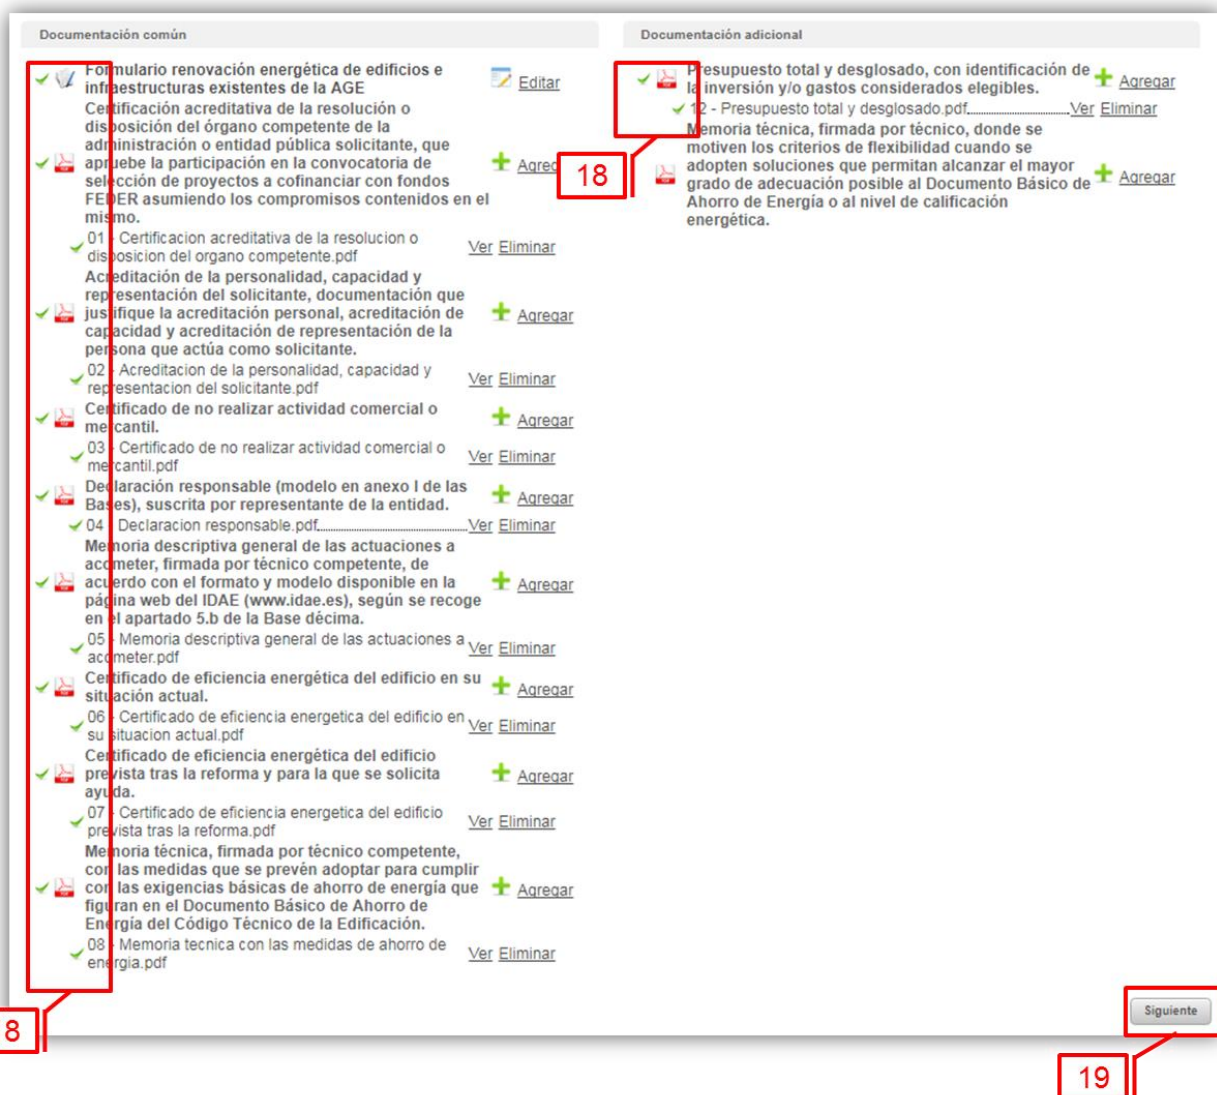 Documentación común
Formulario renovación energética de edificios e
infraestructuras existentes de la AGE
Editar
Certificación acreditativa de la resolución o
disposición del órgano competente de la
administración o entidad pública solicitante, que
apruebe la participación en la convocatoria de
selección de proyectos a cofinanciar con fondos
FEDER asumiendo los compromisos contenidos en el
mismo.
01 - Certificacion acreditativa de la resolucion o
disposicion del organo competente.pdf
Ver Eliminar
Acreditación de la personalidad, capacidad y
representación del solicitante, documentación que
justifique la acreditación personal, acreditación de
capacidad y acreditación de representación de la
persona que actúa como solicitante.
Agregar
02 - Acreditacion de la personalidad, capacidad y
representacion del solicitante.pdf
Ver Eliminar
Certificado de no realizar actividad comercial o
mercantil.
Agregar
03 - Certificado de no realizar actividad comercial o
mercantil.pdf
Ver Eliminar
Declaración responsable (modelo en anexo I de las
Bases), suscrita por representante de la entidad.
Agregar
04 - Declaracion responsable.pdf
Ver Eliminar
Memoria descriptiva general de las actuaciones a
acometer, firmada por técnico competente, de
acuerdo con el formato y modelo disponible en la
página web del IDAE (www.idae.es), según se recoge
en el apartado 5.b de la Base décima.
Agregar
05 - Memoria descriptiva general de las actuaciones a
acometer.pdf
Ver Eliminar
Certificado de eficiencia energética del edificio en su
situación actual.
Agregar
06 - Certificado de eficiencia energetica del edificio en
su situacion actual.pdf
Ver Eliminar
Certificado de eficiencia energética del edificio
prevista tras la reforma y para la que se solicita
ayuda.
Agregar
07 - Certificado de eficiencia energetica del edificio
prevista tras la reforma.pdf
Ver Eliminar
Memoria técnica, firmada por técnico competente,
con las medidas que se prevén adoptar para cumplir
con las exigencias básicas de ahorro de energía que
figuran en el Documento Básico de Ahorro de
Energía del Código Técnico de la Edificación.
Agregar
08 - Memoria tecnica con las medidas de ahorro de
energia.pdf
Ver Eliminar
8
Documentación adicional
Presupuesto total y desglosado, con identificación de
la inversión y/o gastos considerados elegibles.
Agregar
12 - Presupuesto total y desglosado.pdf
Ver Eliminar
18
Memoria técnica, firmada por técnico, donde se
motiven los criterios de flexibilidad cuando se
adopten soluciones que permitan alcanzar el mayor
grado de adecuación posible al Documento Básico de
Ahorro de Energía o al nivel de calificación
energética.
Agregar
Siguiente
19